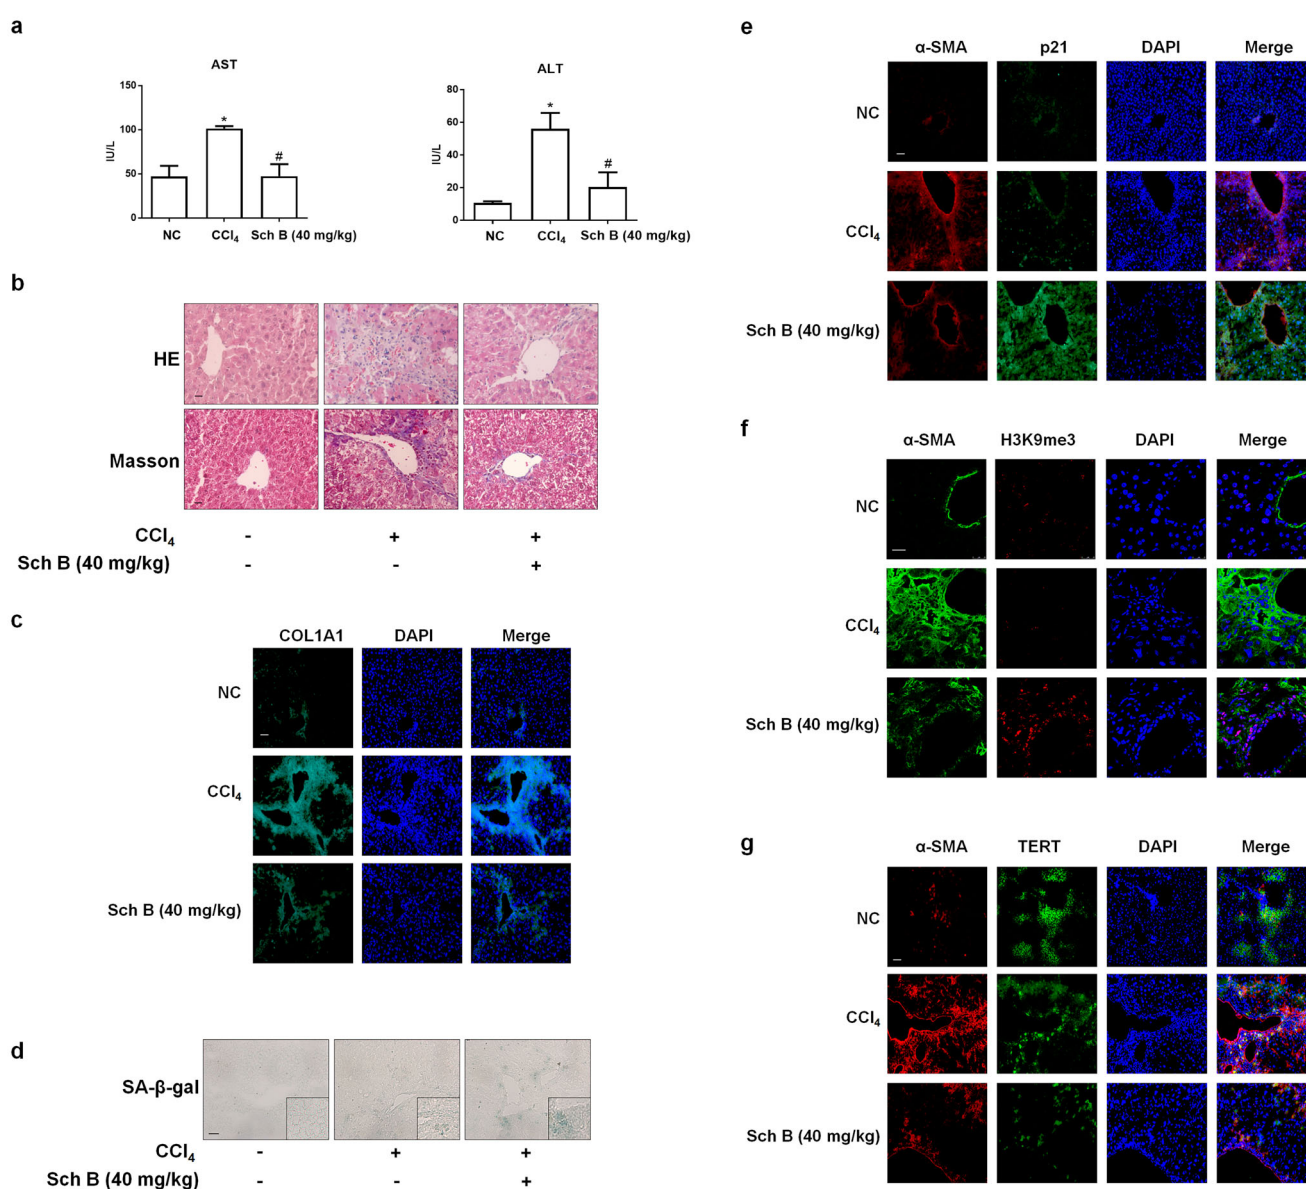 a
AST
150
100
50
0
IU/L
*
#
NC CCl₄ Sch B (40 mg/kg)
ALT
80
60
40
20
0
IU/L
*
#
NC CCl₄ Sch B (40 mg/kg)
b
HE
Masson
CCl₄ - + +
Sch B (40 mg/kg) - - +
c
COL1A1 DAPI Merge
NC
CCl₄
Sch B (40 mg/kg)
d
SA-β-gal
CCl₄ - + +
Sch B (40 mg/kg) - - +
e
α-SMA p21 DAPI Merge
NC
CCl₄
Sch B (40 mg/kg)
f
α-SMA H3K9me3 DAPI Merge
NC
CCl₄
Sch B (40 mg/kg)
g
α-SMA TERT DAPI Merge
NC
CCl₄
Sch B (40 mg/kg)